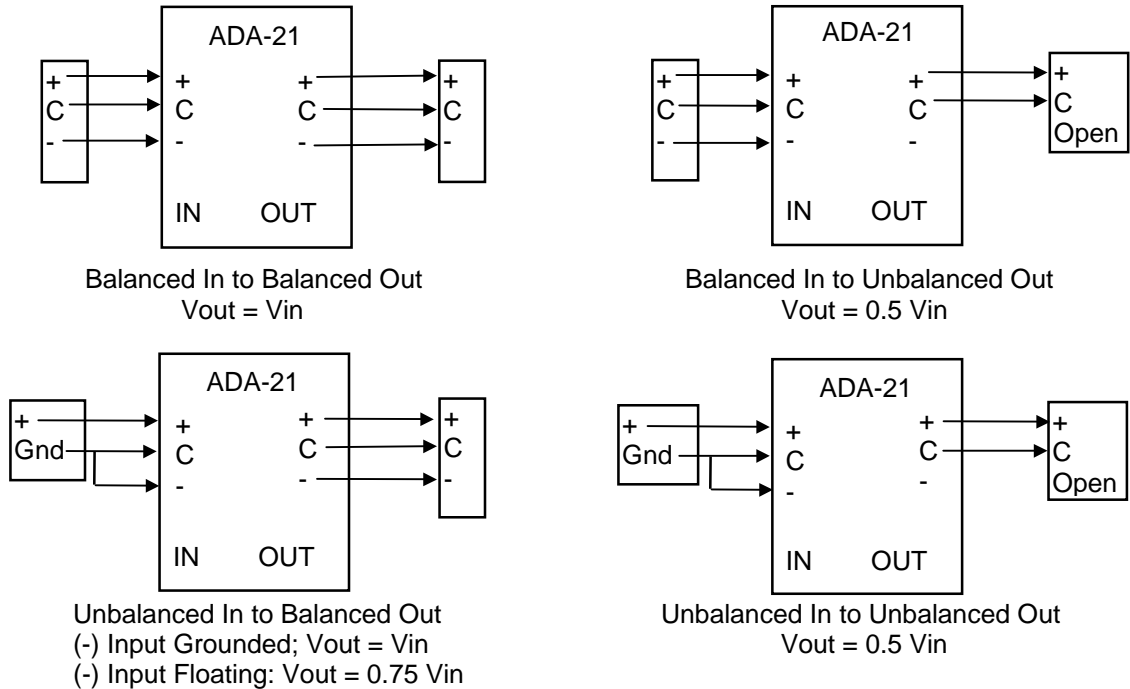 ADA-21
+ + + +
C C C C
- - - -
IN OUT
Balanced In to Balanced Out
Vout = Vin
ADA-21
+ + + +
C C C C
- - - Open
IN OUT
Balanced In to Unbalanced Out
Vout = 0.5 Vin
ADA-21
+ + + +
Gnd C C C
- - -
IN OUT
Unbalanced In to Balanced Out
(-) Input Grounded; Vout = Vin
(-) Input Floating: Vout = 0.75 Vin
ADA-21
+ + + +
Gnd C C C
- - Open
IN OUT
Unbalanced In to Unbalanced Out
Vout = 0.5 Vin